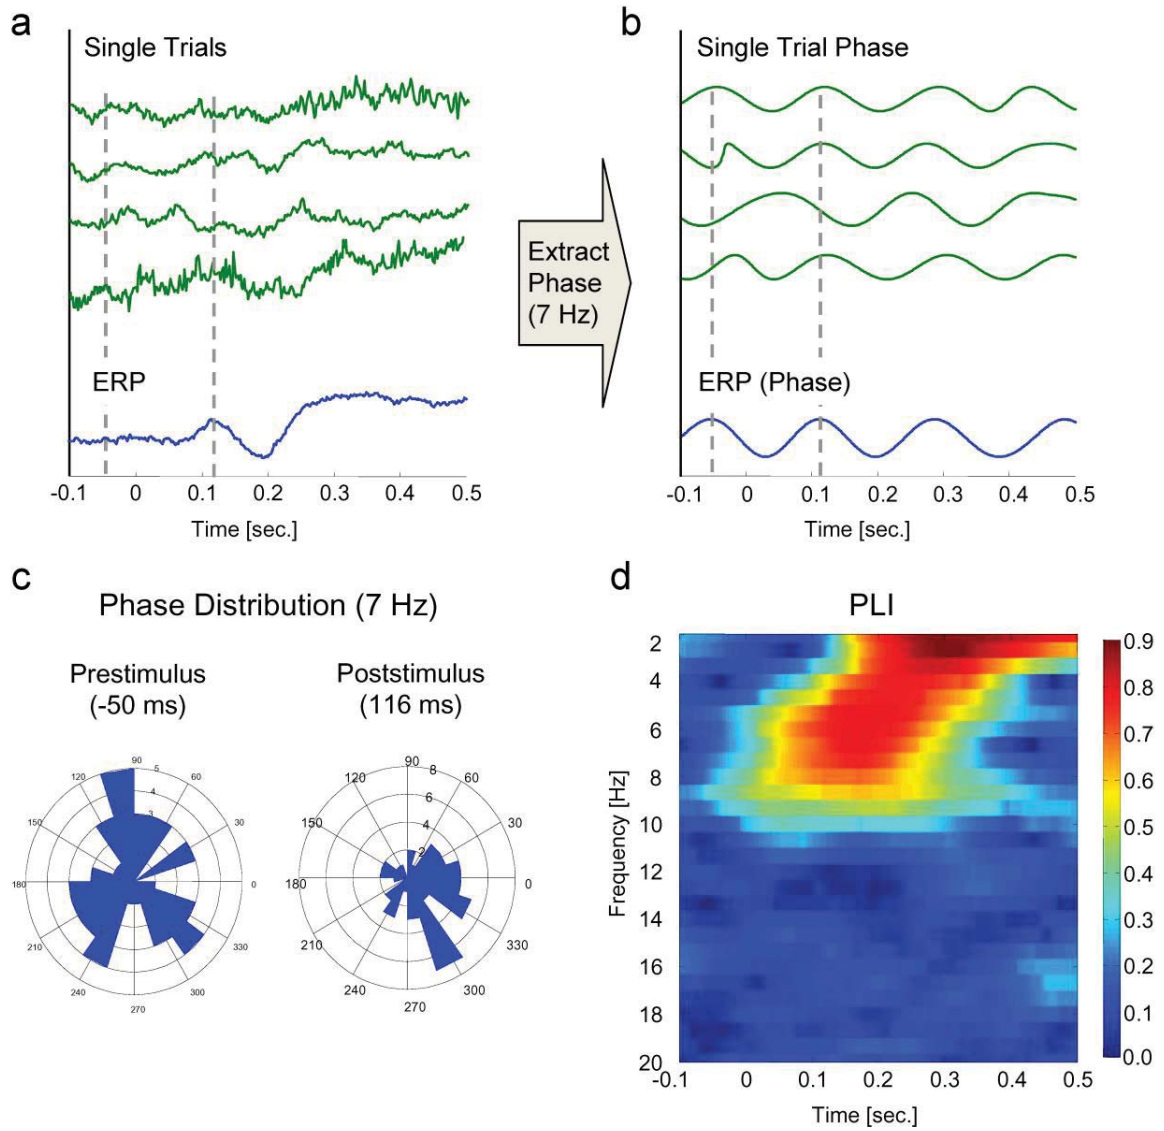 a
Single Trials
ERP
-0.1 0 0.1 0.2 0.3 0.4 0.5
Time [sec.]
Extract
Phase
(7 Hz)
b
Single Trial Phase
ERP (Phase)
-0.1 0 0.1 0.2 0.3 0.4 0.5
Time [sec.]
c
Phase Distribution (7 Hz)
Prestimulus
(-50 ms)
90
120 5 60
4
3
150 30
180 0
210 330
240 300
270
Poststimulus
(116 ms)
90
120 8 60
6
4
150 2 30
180 0
210 330
240 300
270
d
PLI
Frequency [Hz]
2
4
6
8
10
12
14
16
18
20
-0.1 0 0.1 0.2 0.3 0.4 0.5
Time [sec.]
0.9
0.8
0.7
0.6
0.5
0.4
0.3
0.2
0.1
0.0